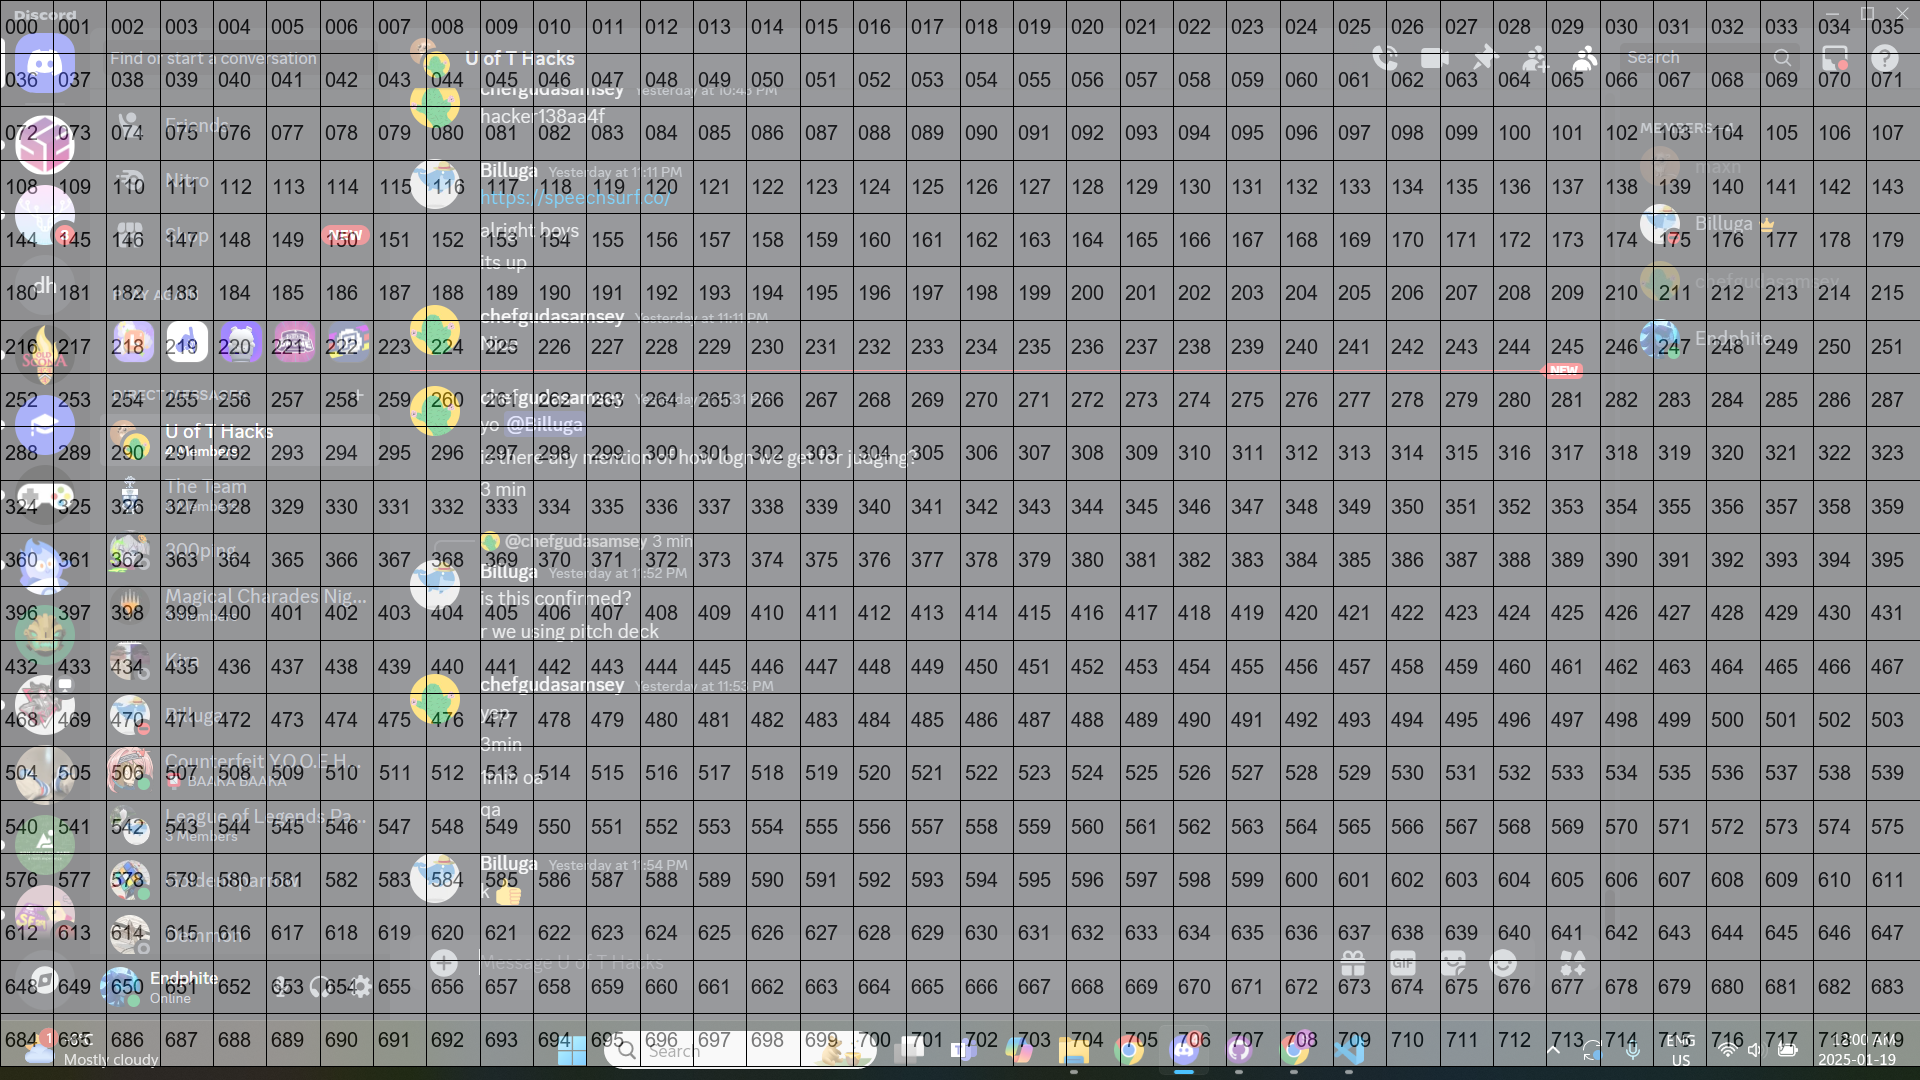 Discord
Find or start a conversation
Friends
Nitro
Shop
NEW
dh
DIRECT MESSAGES
U of T Hacks
4 Members
The Team
300ping
Magical Charades Nig...
Kira
Billuga
Counterfeit Y.O.O.E H...
BAAKA BAAKA
League of Legends Pa...
3 Members
Endphite
Online
U of T Hacks
Search
chefgudasamsey Yesterday at 10:45 PM
hacker138aa4f
Billuga Yesterday at 11:11 PM
https://speechsurf.co/
alright boys
its up
chefgudasamsey Yesterday at 11:11 PM
NEW
chefgudasamsey
yo @Billuga
is there any mention of how logn we get for judging?
3 min
@chefgudasamsey 3 min
Billuga Yesterday at 11:52 PM
is this confirmed?
r we using pitch deck
chefgudasamsey Yesterday at 11:53 PM
yep
3min
1min qa
qa
Billuga Yesterday at 11:54 PM
k
Message U of T Hacks
GIF
maxn
Billuga
chefgudasamsey
Endphite
Mostly cloudy
Search
ENG
US
2025-01-19
000 001 002 003 004 005 006 007 008 009 010 011 012 013 014 015 016 017 018 019 020 021 022 023 024 025 026 027 028 029 030 031 032 033 034 035
036 037 038 039 040 041 042 043 044 045 046 047 048 049 050 051 052 053 054 055 056 057 058 059 060 061 062 063 064 065 066 067 068 069 070 071
072 073 074 075 076 077 078 079 080 081 082 083 084 085 086 087 088 089 090 091 092 093 094 095 096 097 098 099 100 101 102 103 104 105 106 107
108 109 110 111 112 113 114 115 116 117 118 119 120 121 122 123 124 125 126 127 128 129 130 131 132 133 134 135 136 137 138 139 140 141 142 143
144 145 146 147 148 149 150 151 152 153 154 155 156 157 158 159 160 161 162 163 164 165 166 167 168 169 170 171 172 173 174 175 176 177 178 179
180 181 182 183 184 185 186 187 188 189 190 191 192 193 194 195 196 197 198 199 200 201 202 203 204 205 206 207 208 209 210 211 212 213 214 215
216 217 218 219 220 221 222 223 224 225 226 227 228 229 230 231 232 233 234 235 236 237 238 239 240 241 242 243 244 245 246 247 248 249 250 251
252 253 254 255 256 257 258 259 260 261 262 263 264 265 266 267 268 269 270 271 272 273 274 275 276 277 278 279 280 281 282 283 284 285 286 287
288 289 290 291 292 293 294 295 296 297 298 299 300 301 302 303 304 305 306 307 308 309 310 311 312 313 314 315 316 317 318 319 320 321 322 323
324 325 326 327 328 329 330 331 332 333 334 335 336 337 338 339 340 341 342 343 344 345 346 347 348 349 350 351 352 353 354 355 356 357 358 359
360 361 362 363 364 365 366 367 368 369 370 371 372 373 374 375 376 377 378 379 380 381 382 383 384 385 386 387 388 389 390 391 392 393 394 395
396 397 398 399 400 401 402 403 404 405 406 407 408 409 410 411 412 413 414 415 416 417 418 419 420 421 422 423 424 425 426 427 428 429 430 431
432 433 434 435 436 437 438 439 440 441 442 443 444 445 446 447 448 449 450 451 452 453 454 455 456 457 458 459 460 461 462 463 464 465 466 467
468 469 470 471 472 473 474 475 476 477 478 479 480 481 482 483 484 485 486 487 488 489 490 491 492 493 494 495 496 497 498 499 500 501 502 503
504 505 506 507 508 509 510 511 512 513 514 515 516 517 518 519 520 521 522 523 524 525 526 527 528 529 530 531 532 533 534 535 536 537 538 539
540 541 542 543 544 545 546 547 548 549 550 551 552 553 554 555 556 557 558 559 560 561 562 563 564 565 566 567 568 569 570 571 572 573 574 575
576 577 578 579 580 581 582 583 584 585 586 587 588 589 590 591 592 593 594 595 596 597 598 599 600 601 602 603 604 605 606 607 608 609 610 611
612 613 614 615 616 617 618 619 620 621 622 623 624 625 626 627 628 629 630 631 632 633 634 635 636 637 638 639 640 641 642 643 644 645 646 647
648 649 650 651 652 653 654 655 656 657 658 659 660 661 662 663 664 665 666 667 668 669 670 671 672 673 674 675 676 677 678 679 680 681 682 683
684 685 686 687 688 689 690 691 692 693 694 695 696 697 698 699 700 701 702 703 704 705 706 707 708 709 710 711 712 713 714 715 716 717 718 719